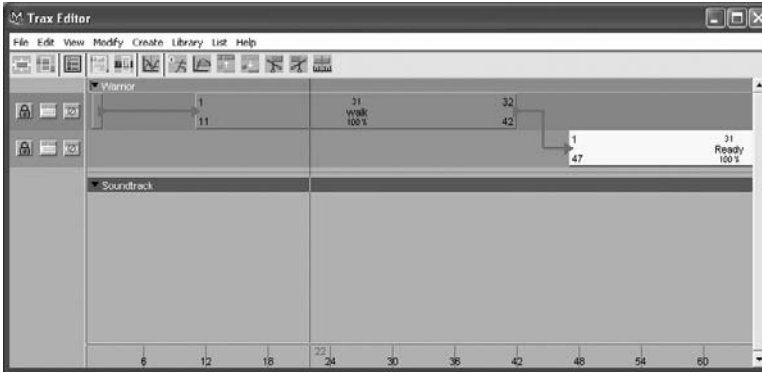 Trax Editor
File Edit View Modify Create Library List Help
Warrior
1 31 32
walk
11 100% 42
1 31
Ready
47 100%
Soundtrack
22
6 12 18 24 30 36 42 48 54 60